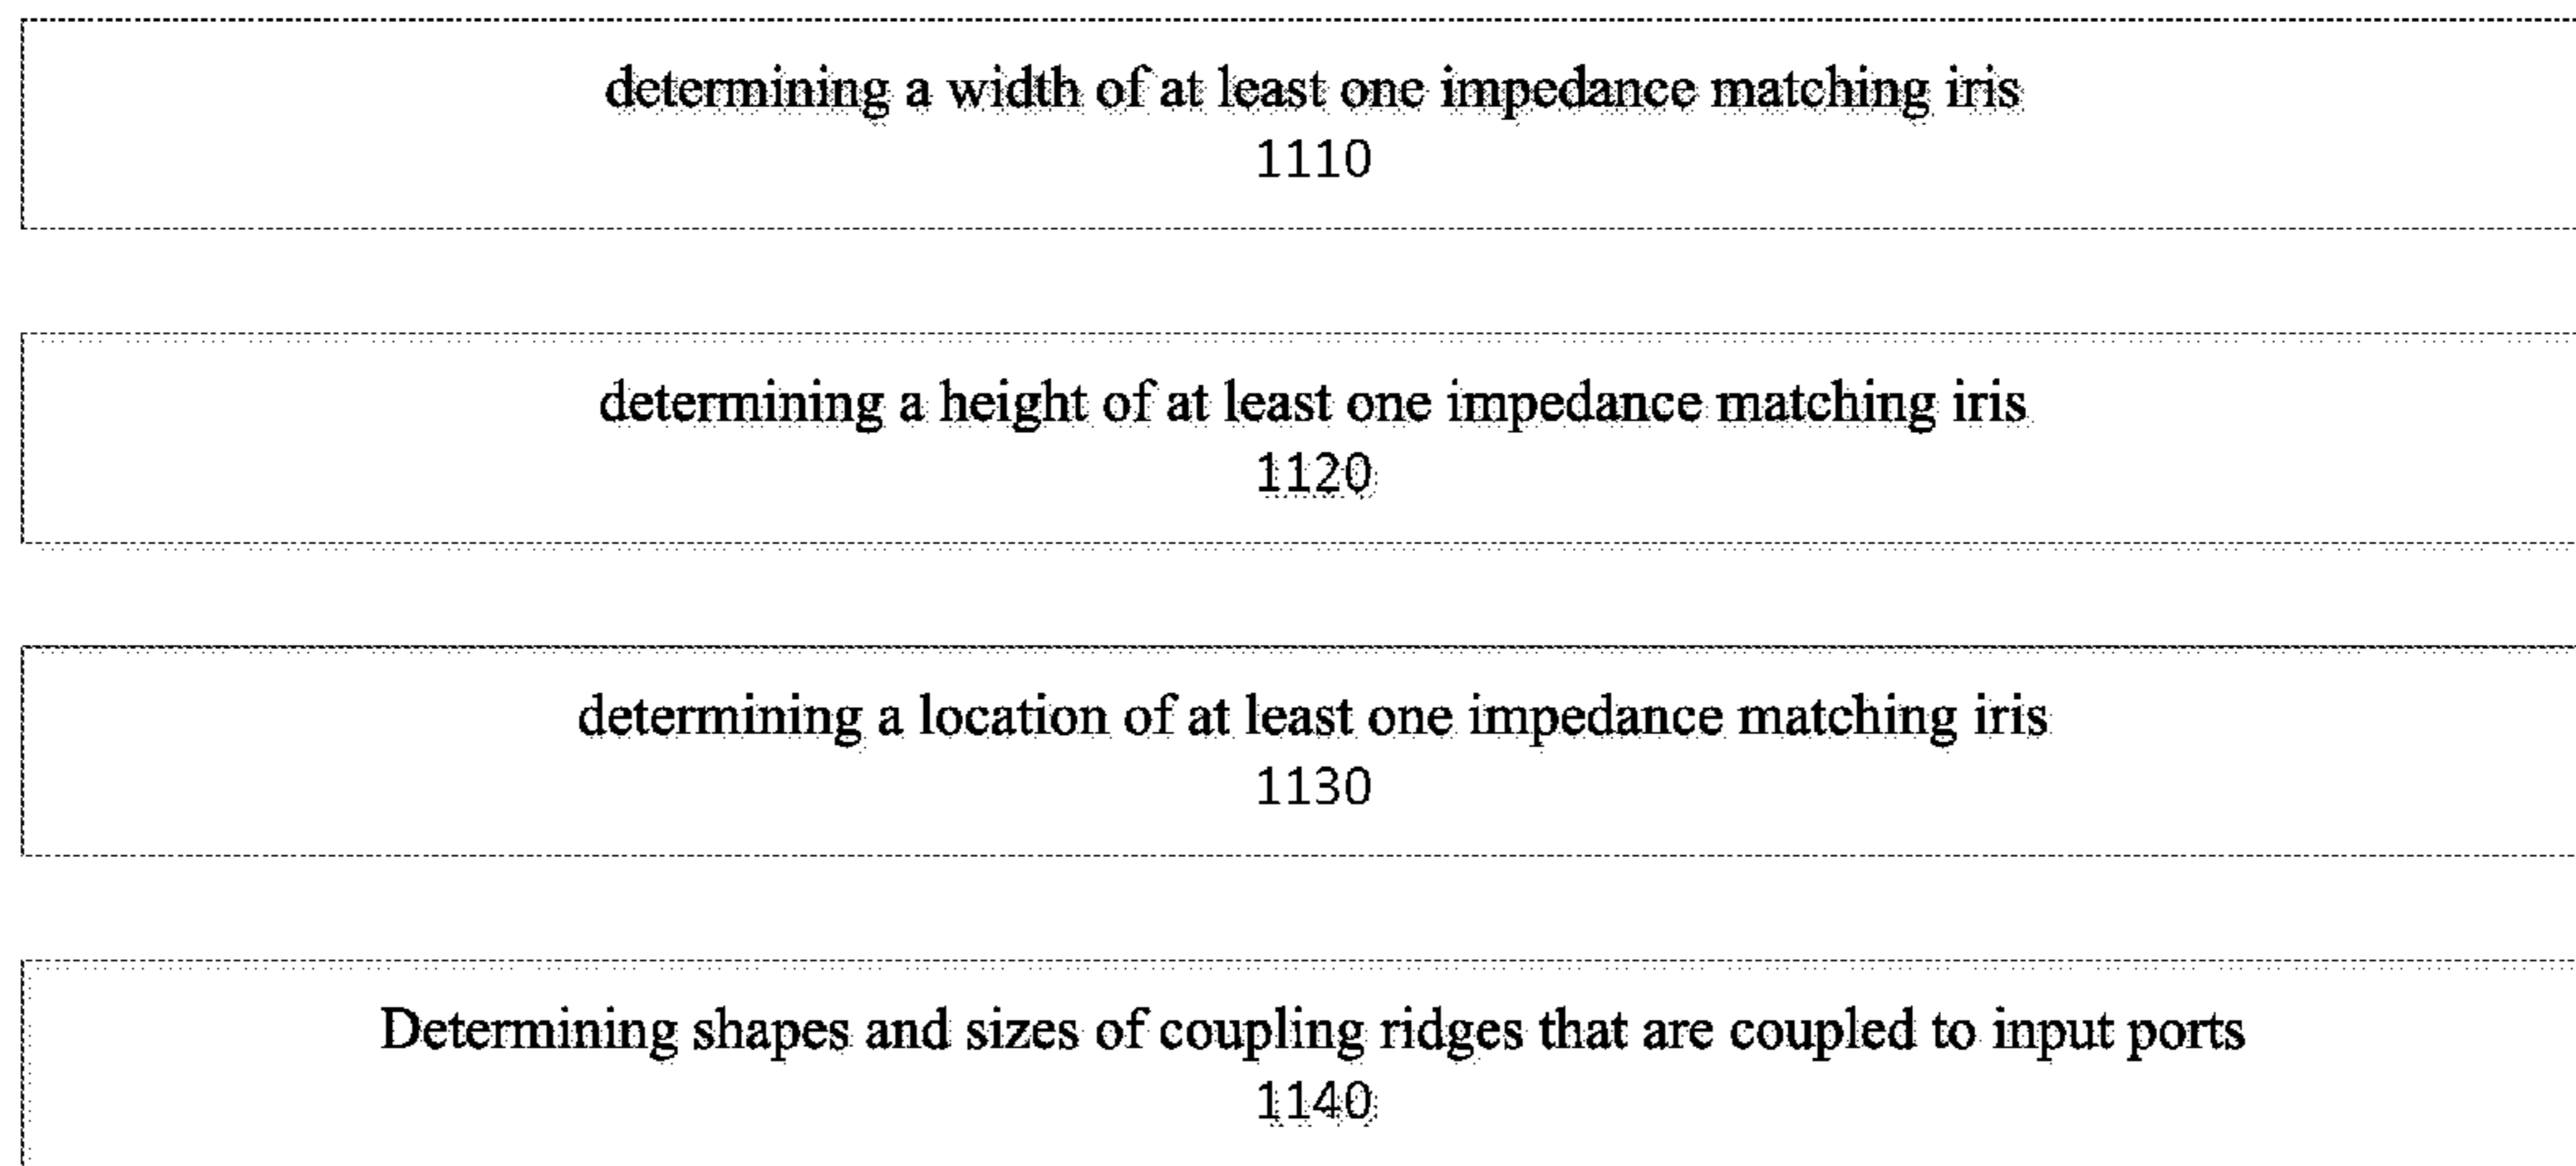 determining a width of at least one impedance matching iris
1110
determining a height of at least one impedance matching iris
1120
determining a location of at least one impedance matching iris
1130
Determining shapes and sizes of coupling ridges that are coupled to input ports
1140